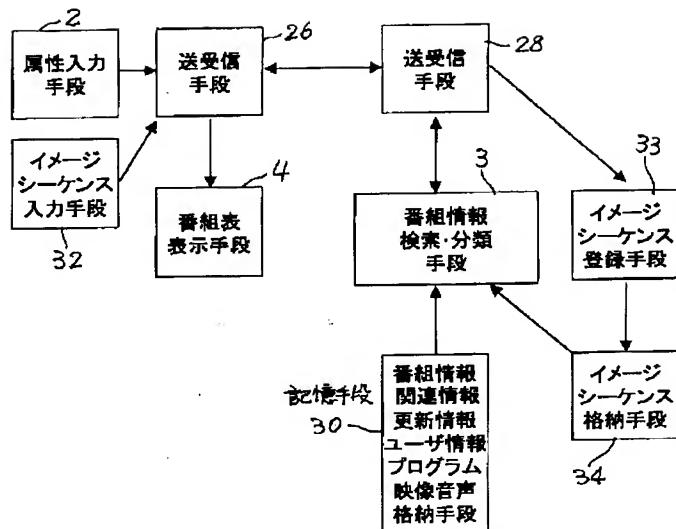 2
属性入力
手段
26
送受信
手段
28
送受信
手段
イメージ
シーケンス
入力手段
32
4
番組表
表示手段
3
番組情報
検索・分類
手段
33
イメージ
シーケンス
登録手段
記憶手段
30
番組情報
関連情報
更新情報
ユーザ情報
プログラム
映像音声
格納手段
イメージ
シーケンス
格納手段
34